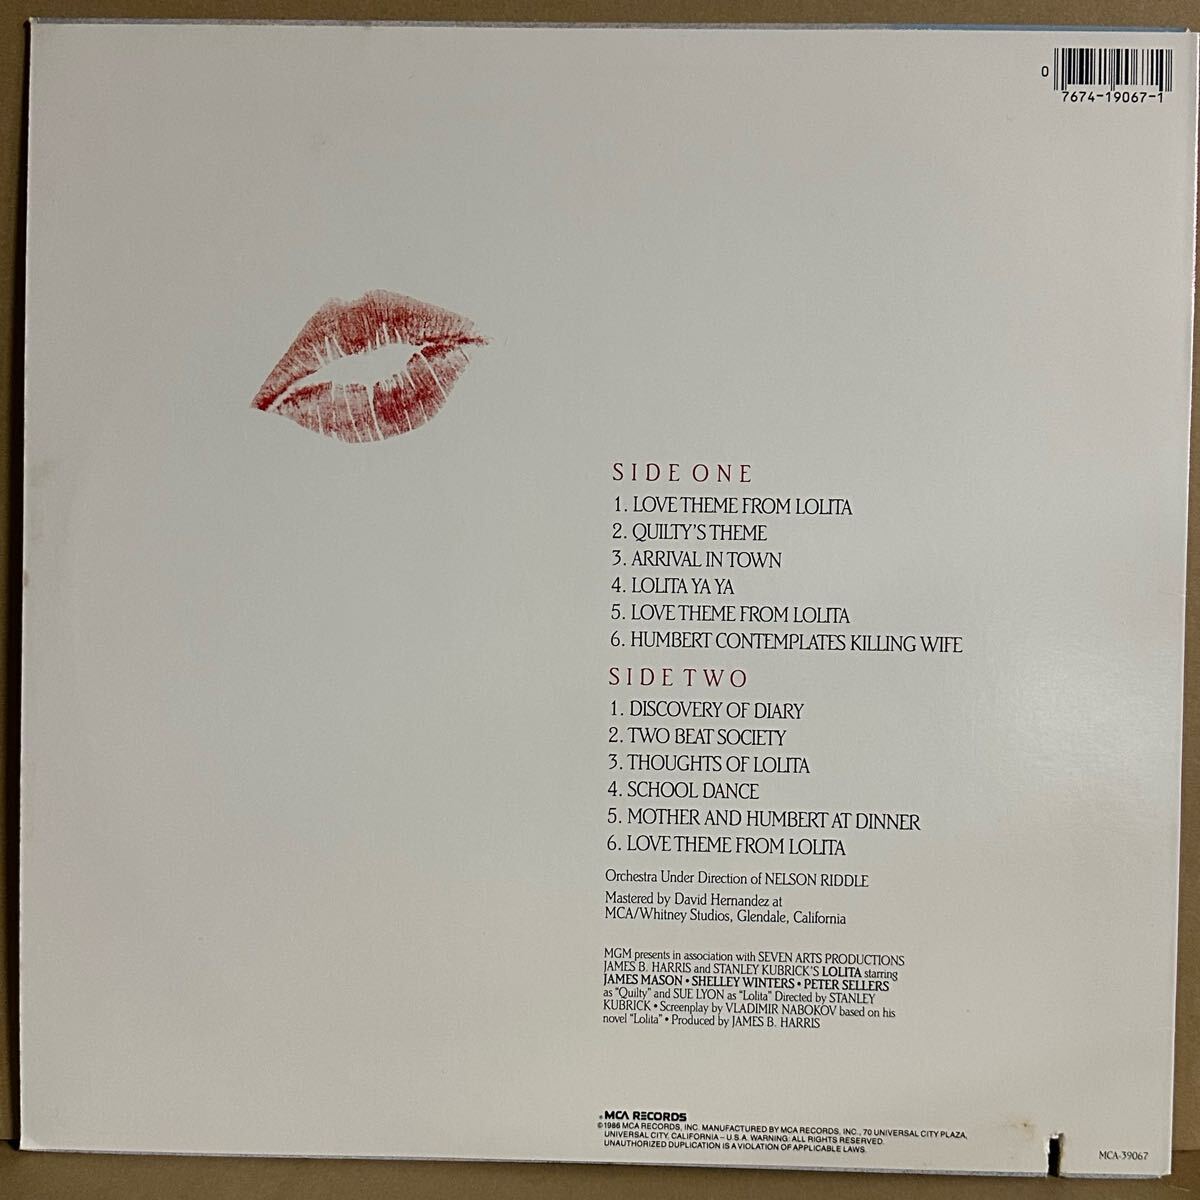 0
7674-19067-1
SIDE ONE
1. LOVE THEME FROM LOLITA
2. QUILTY'S THEME
3. ARRIVAL IN TOWN
4. LOLITA YA YA
5. LOVE THEME FROM LOLITA
6. HUMBERT CONTEMPLATES KILLING WIFE
SIDE TWO
1. DISCOVERY OF DIARY
2. TWO BEAT SOCIETY
3. THOUGHTS OF LOLITA
4. SCHOOL DANCE
5. MOTHER AND HUMBERT AT DINNER
6. LOVE THEME FROM LOLITA
Orchestra Under Direction of NELSON RIDDLE
Mastered by David Hernandez at
MCA/Whitney Studios, Glendale, California
MGM presents in association with SEVEN ARTS PRODUCTIONS
JAMES B. HARRIS and STANLEY KUBRICK'S LOLITA starring
JAMES MASON • SHELLEY WINTERS • PETER SELLERS
as "Quilty" and SUE LYON as "Lolita" Directed by STANLEY
KUBRICK • Screenplay by VLADIMIR NABOKOV based on his
novel "Lolita" • Produced by JAMES B. HARRIS
MCA RECORDS
©1986 MCA RECORDS, INC. MANUFACTURED BY MCA RECORDS, INC., 70 UNIVERSAL CITY PLAZA,
UNIVERSAL CITY, CALIFORNIA – U.S.A. WARNING: ALL RIGHTS RESERVED.
UNAUTHORIZED DUPLICATION IS A VIOLATION OF APPLICABLE LAWS.
MCA-39067